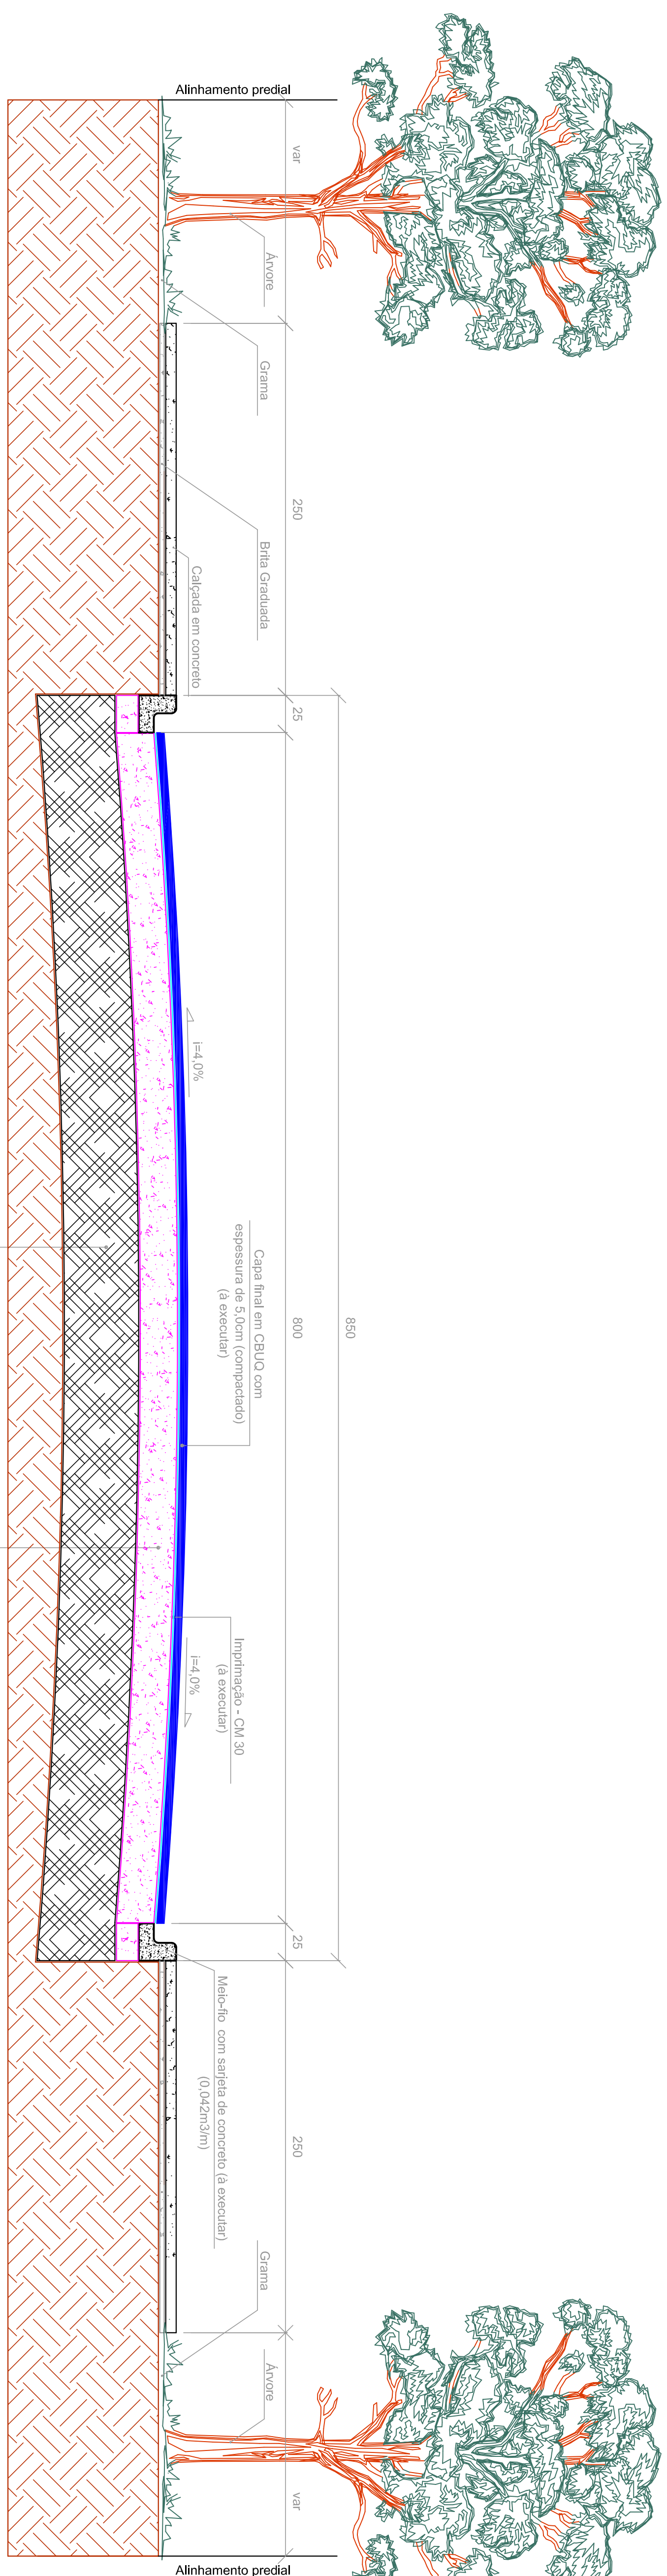 Alinhamento predial
var
Árvore
Grama
250
Brita Graduada
Calçada em concreto
25
i=4,0%
850
800
Capa final em CBUQ com
espessura de 5,0cm (compactado)
(à executar)
Imprimação - CM 30
(à executar)
i=4,0%
25
Meio-fio com sarjeta de concreto (à executar)
(0,042m3/m)
250
Grama
Árvore
var
Alinhamento predial